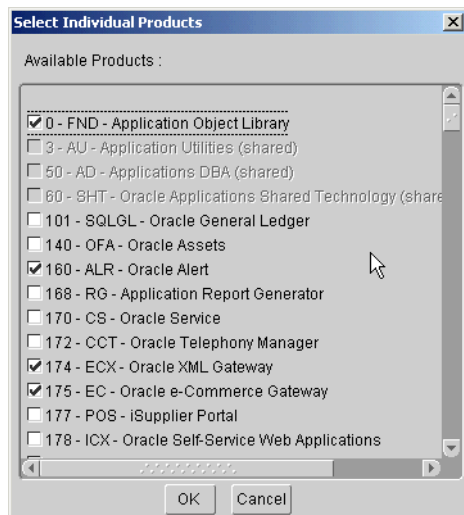 Select Individual Products
Available Products :
0 - FND - Application Object Library
3 - AU - Application Utilities (shared)
50 - AD - Applications DBA (shared)
60 - SHT - Oracle Applications Shared Technology (share
101 - SQLGL - Oracle General Ledger
140 - OFA - Oracle Assets
160 - ALR - Oracle Alert
168 - RG - Application Report Generator
170 - CS - Oracle Service
172 - CCT - Oracle Telephony Manager
174 - ECX - Oracle XML Gateway
175 - EC - Oracle e-Commerce Gateway
177 - POS - iSupplier Portal
178 - ICX - Oracle Self-Service Web Applications
OK Cancel